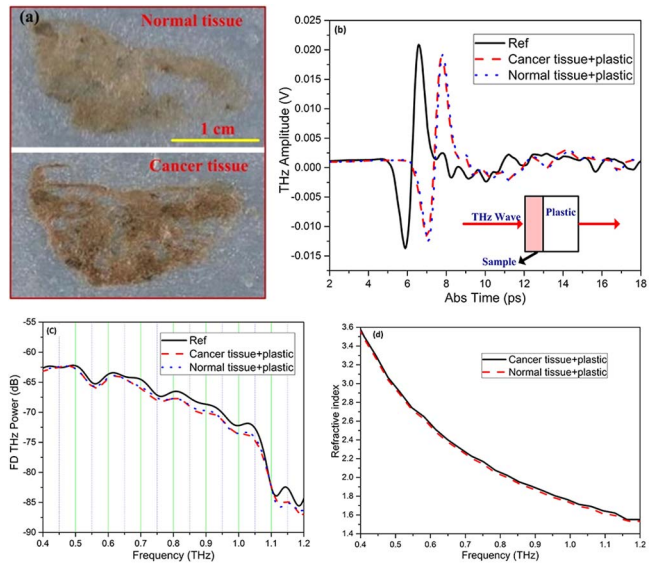 (a)
Normal tissue
1 cm
Cancer tissue
(b)
Ref
Cancer tissue+plastic
Normal tissue+plastic
THz Amplitude (V)
0.025
0.020
0.015
0.010
0.005
0.000
-0.005
-0.010
-0.015
THz Wave
Plastic
Sample
2 4 6 8 10 12 14 16 18
Abs Time (ps)
(C)
Ref
Cancer tissue+plastic
Normal tissue+plastic
FD THz Power (dB)
-55
-60
-65
-70
-75
-80
-85
-90
0.4 0.5 0.6 0.7 0.8 0.9 1.0 1.1 1.2
Frequency (THz)
(d)
Cancer tissue+plastic
Normal tissue+plastic
Refractive index
3.6
3.4
3.2
3.0
2.8
2.6
2.4
2.2
2.0
1.8
1.6
1.4
0.4 0.5 0.6 0.7 0.8 0.9 1.0 1.1 1.2
Frequency (THz)